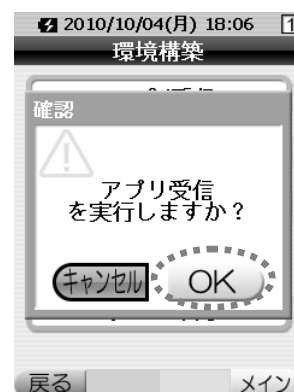 2010/10/04(月) 18:06 1
環境構築
確認
アプリ受信
を実行しますか？
キャンセル OK
戻る メイン